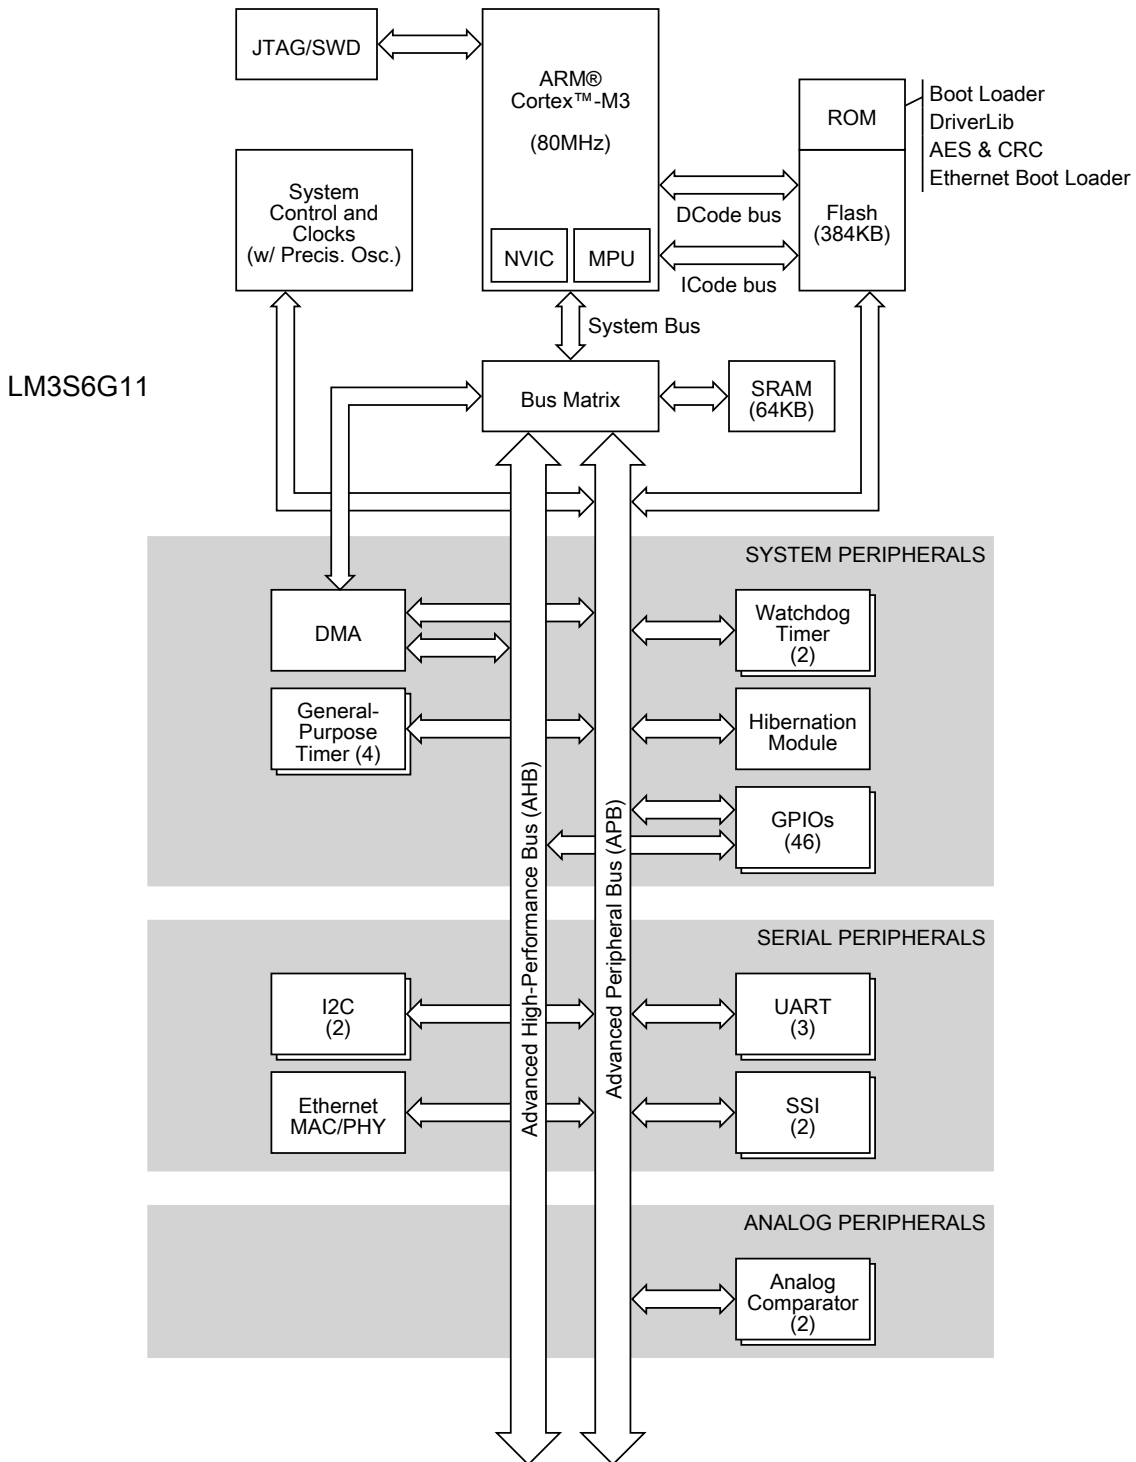 JTAG/SWD
ARM®
Cortex™-M3
(80MHz)
NVIC
MPU
ROM
Boot Loader
DriverLib
AES & CRC
Ethernet Boot Loader
System
Control and
Clocks
(w/ Precis. Osc.)
DCode bus
Flash
(384KB)
ICode bus
System Bus
LM3S6G11
Bus Matrix
SRAM
(64KB)
SYSTEM PERIPHERALS
DMA
Watchdog
Timer
(2)
General-
Purpose
Timer (4)
Hibernation
Module
GPIOs
(46)
Advanced High-Performance Bus (AHB)
Advanced Peripheral Bus (APB)
SERIAL PERIPHERALS
I2C
(2)
UART
(3)
Ethernet
MAC/PHY
SSI
(2)
ANALOG PERIPHERALS
Analog
Comparator
(2)